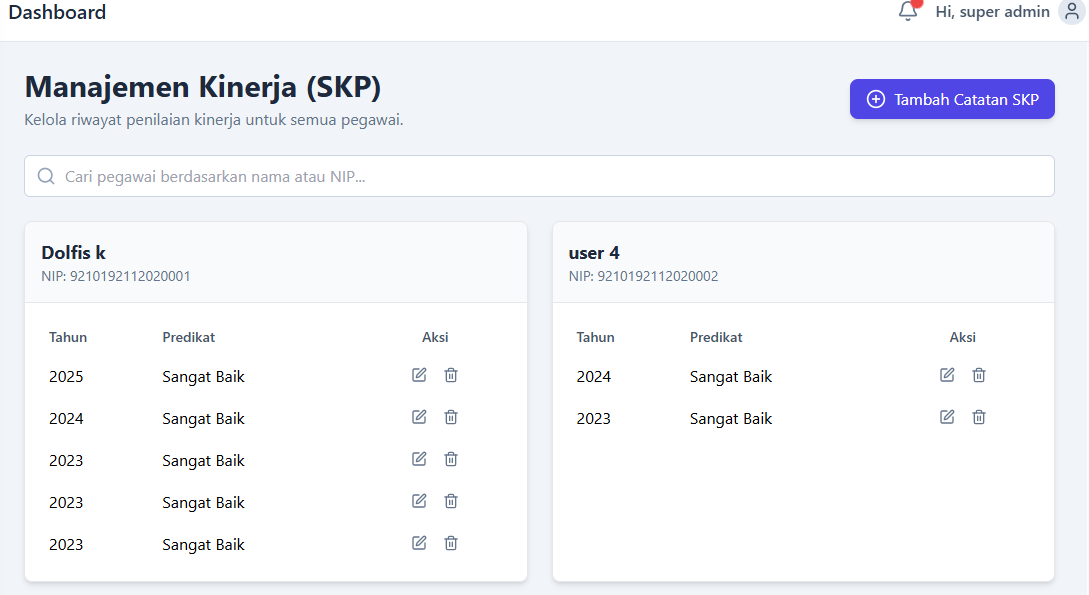 Dashboard
Hi, super admin
Manajemen Kinerja (SKP)
Kelola riwayat penilaian kinerja untuk semua pegawai.
Tambah Catatan SKP
Cari pegawai berdasarkan nama atau NIP...
Dolfis k
NIP: 9210192112020001
Tahun Predikat Aksi
2025 Sangat Baik
2024 Sangat Baik
2023 Sangat Baik
2023 Sangat Baik
2023 Sangat Baik
user 4
NIP: 9210192112020002
Tahun Predikat Aksi
2024 Sangat Baik
2023 Sangat Baik